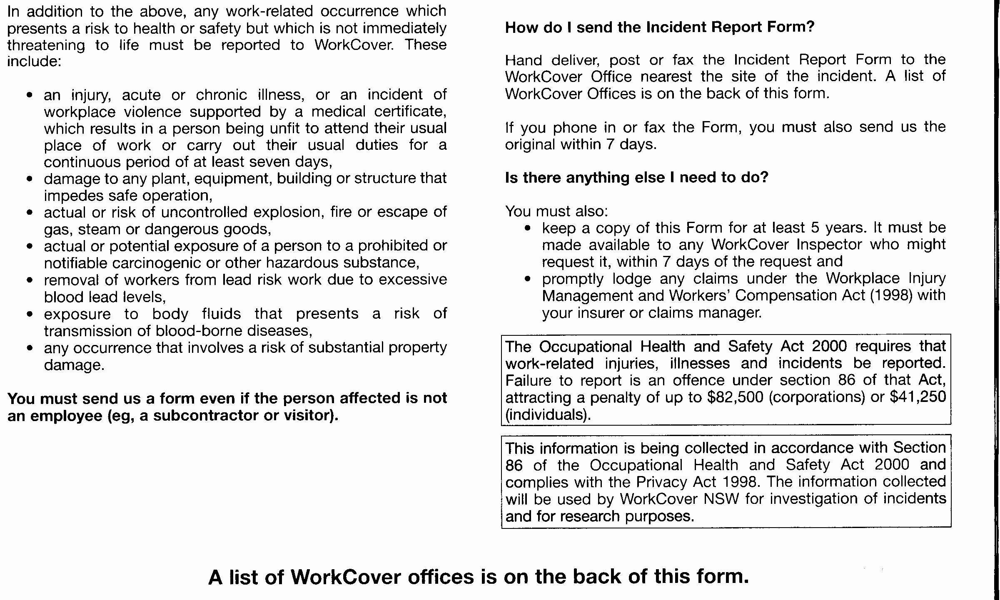 In addition to the above, any work-related occurrence which
presents a risk to health or safety but which is not immediately
threatening to life must be reported to WorkCover. These
include:
• an injury, acute or chronic illness, or an incident of
workplace violence supported by a medical certificate,
which results in a person being unfit to attend their usual
place of work or carry out their usual duties for a
continuous period of at least seven days,
• damage to any plant, equipment, building or structure that
impedes safe operation,
• actual or risk of uncontrolled explosion, fire or escape of
gas, steam or dangerous goods,
• actual or potential exposure of a person to a prohibited or
notifiable carcinogenic or other hazardous substance,
• removal of workers from lead risk work due to excessive
blood lead levels,
• exposure to body fluids that presents a risk of
transmission of blood-borne diseases,
• any occurrence that involves a risk of substantial property
damage.
You must send us a form even if the person affected is not
an employee (eg, a subcontractor or visitor).
How do I send the Incident Report Form?
Hand deliver, post or fax the Incident Report Form to the
WorkCover Office nearest the site of the incident. A list of
WorkCover Offices is on the back of this form.
If you phone in or fax the Form, you must also send us the
original within 7 days.
Is there anything else I need to do?
You must also:
• keep a copy of this Form for at least 5 years. It must be
made available to any WorkCover Inspector who might
request it, within 7 days of the request and
• promptly lodge any claims under the Workplace Injury
Management and Workers' Compensation Act (1998) with
your insurer or claims manager.
The Occupational Health and Safety Act 2000 requires that
work-related injuries, illnesses and incidents be reported.
Failure to report is an offence under section 86 of that Act,
attracting a penalty of up to $82,500 (corporations) or $41,250
(individuals).
This information is being collected in accordance with Section
86 of the Occupational Health and Safety Act 2000 and
complies with the Privacy Act 1998. The information collected
will be used by WorkCover NSW for investigation of incidents
and for research purposes.
A list of WorkCover offices is on the back of this form.